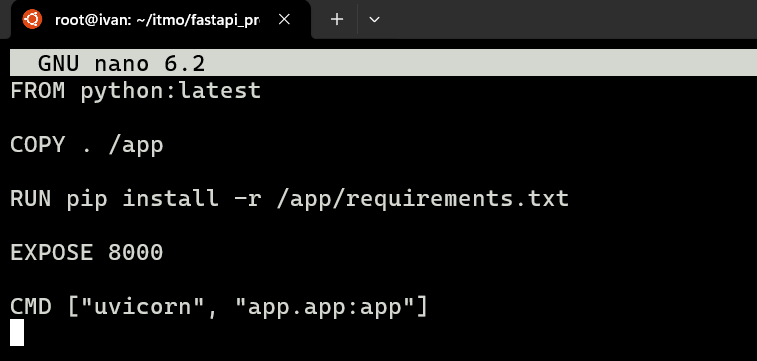 root@ivan: ~/itmo/fastapi_pr
GNU nano 6.2
FROM python:latest
COPY . /app
RUN pip install -r /app/requirements.txt
EXPOSE 8000
CMD ["uvicorn", "app.app:app"]